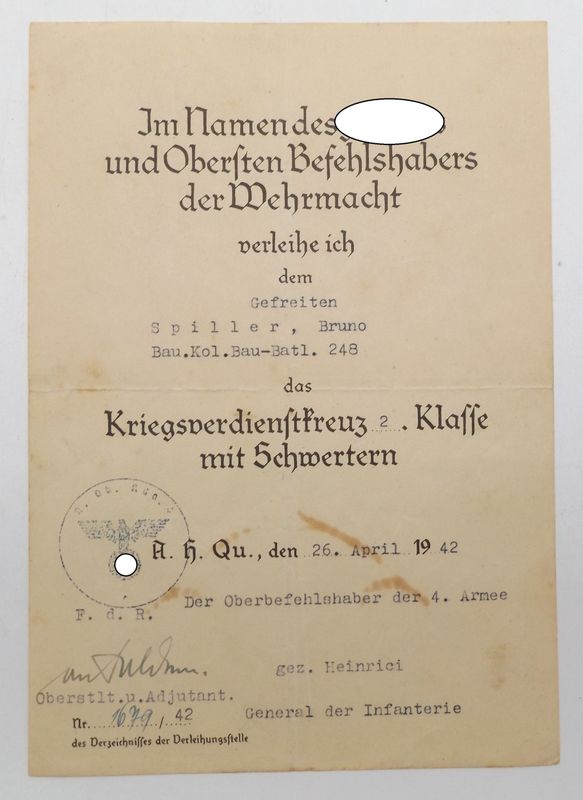 Im Namen des
und Obersten Befehlshabers
der Wehrmacht
verleihe ich
dem
Gefreiten
Spiller, Bruno
Bau.Kol.Bau-Batl. 248
das
Kriegsverdienstkreuz 2. Klasse
mit Schwertern
A. H. Qu., den 26. April 1942
Der Oberbefehlshaber der 4. Armee
F. d. R.
gez. Heinrici
Oberstlt.u.Adjutant.
General der Infanterie
Nr. 1679/42
des Verzeichnisses der Verleihungsstelle